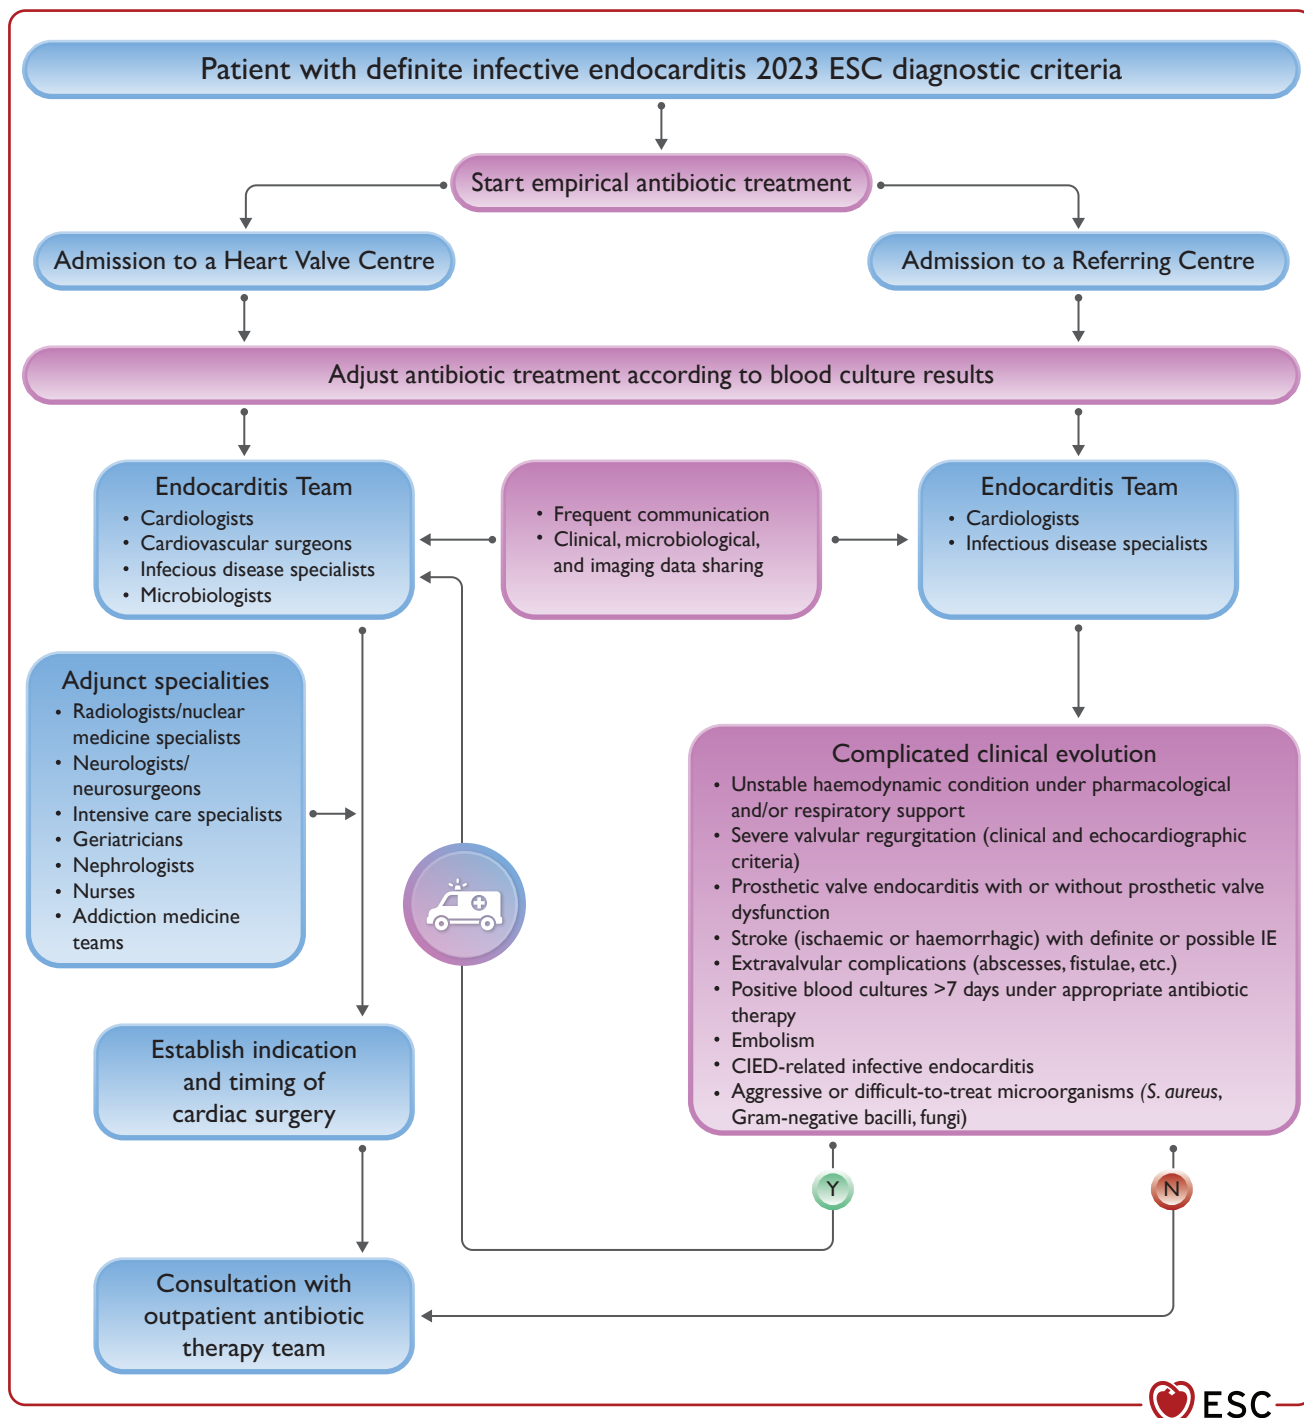 Patient with definite infective endocarditis 2023 ESC diagnostic criteria
Start empirical antibiotic treatment
Admission to a Heart Valve Centre
Admission to a Referring Centre
Adjust antibiotic treatment according to blood culture results
Endocarditis Team
• Cardiologists
• Cardiovascular surgeons
• Infecious disease specialists
• Microbiologists
• Frequent communication
• Clinical, microbiological,
and imaging data sharing
Endocarditis Team
• Cardiologists
• Infectious disease specialists
Adjunct specialities
• Radiologists/nuclear
medicine specialists
• Neurologists/
neurosurgeons
• Intensive care specialists
• Geriatricians
• Nephrologists
• Nurses
• Addiction medicine
teams
Complicated clinical evolution
• Unstable haemodynamic condition under pharmacological
and/or respiratory support
• Severe valvular regurgitation (clinical and echocardiographic
criteria)
• Prosthetic valve endocarditis with or without prosthetic valve
dysfunction
• Stroke (ischaemic or haemorrhagic) with definite or possible IE
• Extravalvular complications (abscesses, fistulae, etc.)
• Positive blood cultures >7 days under appropriate antibiotic
therapy
• Embolism
• CIED-related infective endocarditis
• Aggressive or difficult-to-treat microorganisms (S. aureus,
Gram-negative bacilli, fungi)
Establish indication
and timing of
cardiac surgery
Y
N
Consultation with
outpatient antibiotic
therapy team
ESC